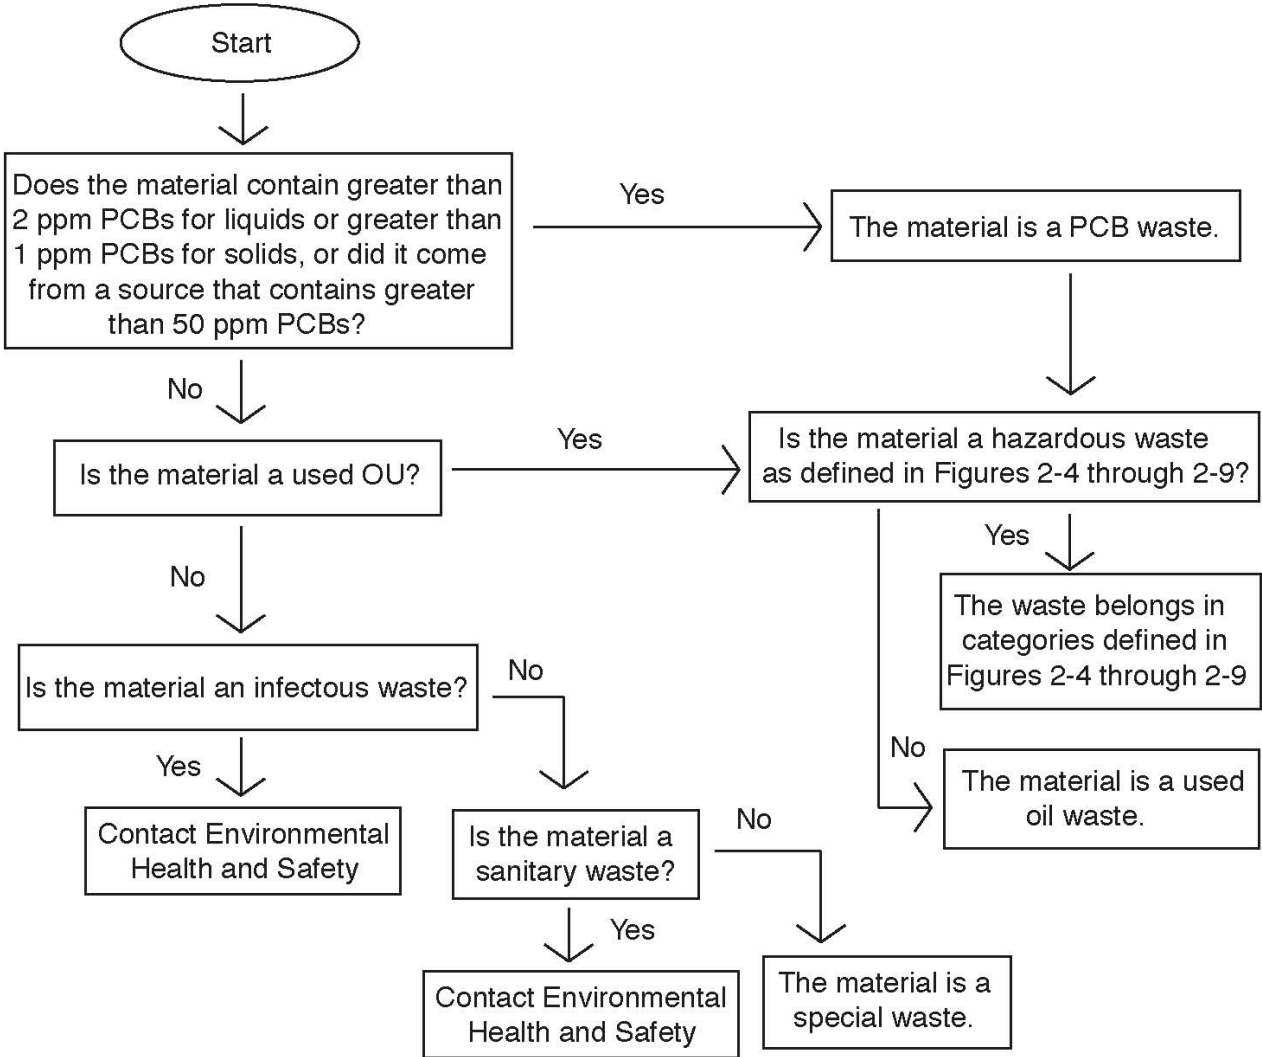 Start
Does the material contain greater than
2 ppm PCBs for liquids or greater than
1 ppm PCBs for solids, or did it come
from a source that contains greater
than 50 ppm PCBs?
Yes
The material is a PCB waste.
No
Is the material a used OU?
Yes
Is the material a hazardous waste
as defined in Figures 2-4 through 2-9?
Yes
The waste belongs in
categories defined in
Figures 2-4 through 2-9
No
The material is a used
oil waste.
No
Is the material an infectous waste?
No
Yes
Contact Environmental
Health and Safety
Is the material a
sanitary waste?
No
Yes
Contact Environmental
Health and Safety
The material is a
special waste.